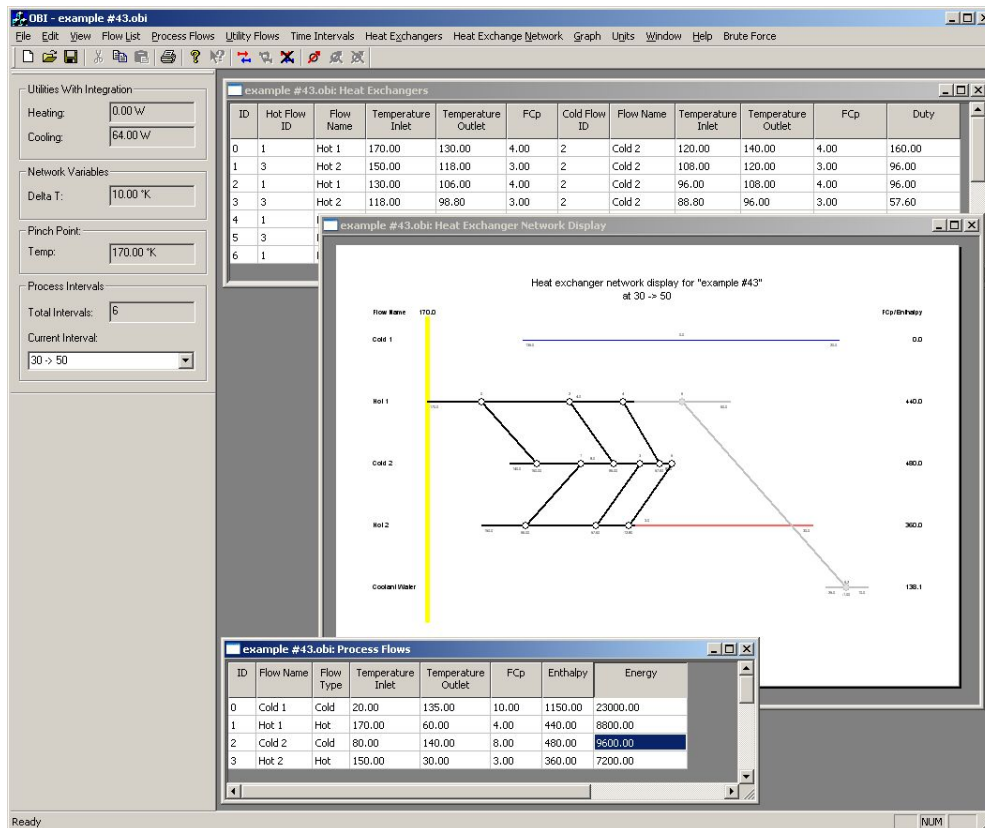 OBI - example #43.obi
File Edit View Flow List Process Flows Utility Flows Time Intervals Heat Exchangers Heat Exchange Network Graph Units Window Help Brute Force
Utilities With Integration
Heating: 0.00 W
Cooling: 64.00 W
Network Variables
Delta T: 10.00 °K
Pinch Point:
Temp: 170.00 °K
Process Intervals
Total Intervals: 6
Current Interval:
30 -> 50
example #43.obi: Heat Exchangers
ID Hot Flow ID Flow Name Temperature Inlet Temperature Outlet FCp Cold Flow ID Flow Name Temperature Inlet Temperature Outlet FCp Duty
0 1 Hot 1 170.00 130.00 4.00 2 Cold 2 120.00 140.00 4.00 160.00
1 3 Hot 2 150.00 118.00 3.00 2 Cold 2 108.00 120.00 3.00 96.00
2 1 Hot 1 130.00 106.00 4.00 2 Cold 2 96.00 108.00 4.00 96.00
3 3 Hot 2 118.00 98.80 3.00 2 Cold 2 88.80 96.00 3.00 57.60
4 1
5 3
6 1
example #43.obi: Heat Exchanger Network Display
Heat exchanger network display for "example #43"
at 30 -> 50
Flow Name 170.0 FCp/Enthalpy
Cold 1 0.0
Hot 1 440.0
Cold 2 480.0
Hot 2 360.0
Coolant Water 138.1
example #43.obi: Process Flows
ID Flow Name Flow Type Temperature Inlet Temperature Outlet FCp Enthalpy Energy
0 Cold 1 Cold 20.00 135.00 10.00 1150.00 23000.00
1 Hot 1 Hot 170.00 60.00 4.00 440.00 8800.00
2 Cold 2 Cold 80.00 140.00 8.00 480.00 9600.00
3 Hot 2 Hot 150.00 30.00 3.00 360.00 7200.00
Ready NUM